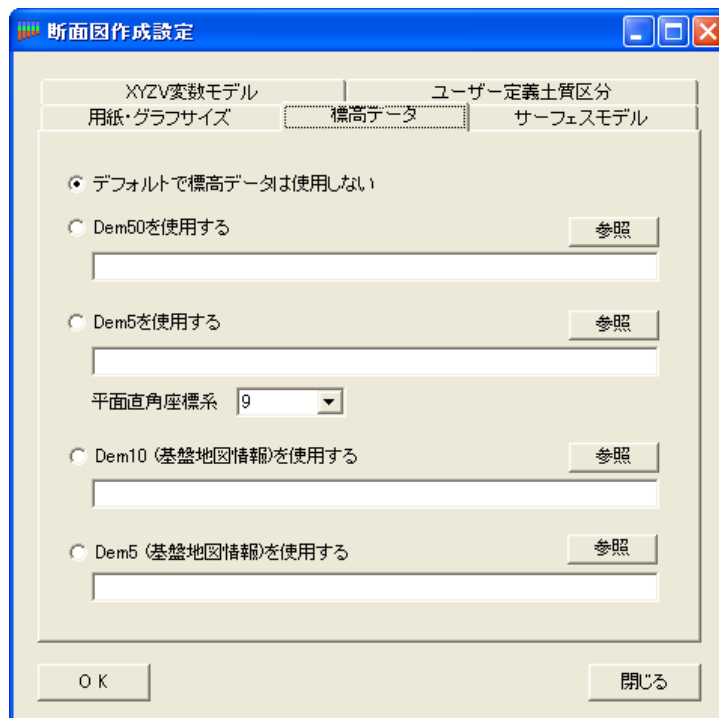 断面図作成設定
XYZV変数モデル ユーザー定義土質区分
用紙・グラフサイズ 標高データ サーフェスモデル
デフォルトで標高データは使用しない
Dem50を使用する 参照
Dem5を使用する 参照
平面直角座標系 9
Dem10 (基盤地図情報)を使用する 参照
Dem5 (基盤地図情報)を使用する 参照
OK 閉じる